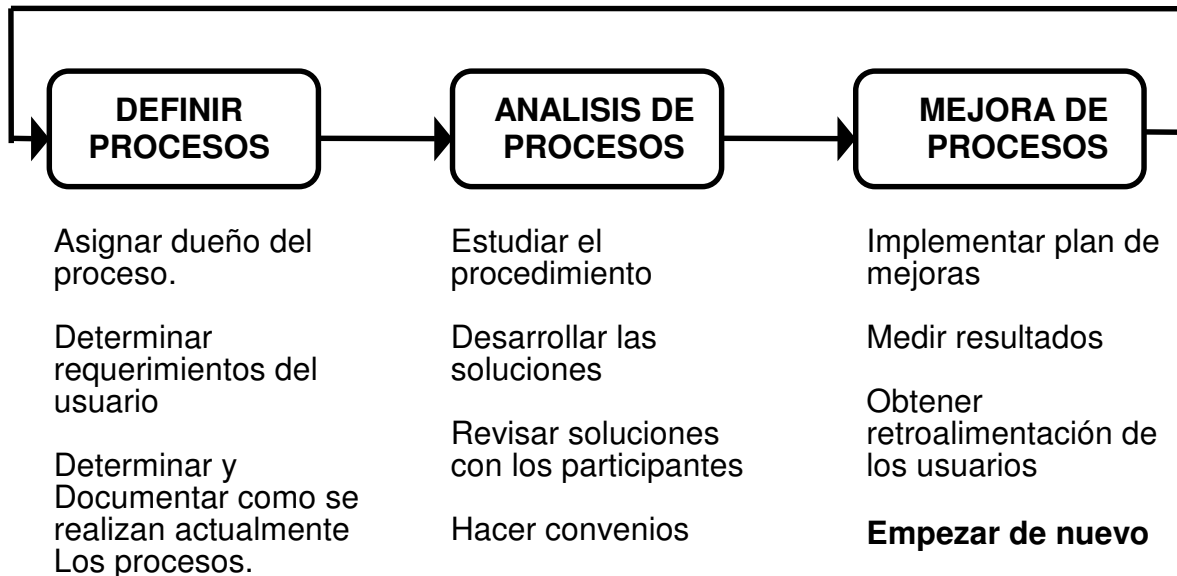 DEFINIR
PROCESOS
ANALISIS DE
PROCESOS
MEJORA DE
PROCESOS
Asignar dueño del
proceso.
Determinar
requerimientos del
usuario
Determinar y
Documentar como se
realizan actualmente
Los procesos.
Estudiar el
procedimiento
Desarrollar las
soluciones
Revisar soluciones
con los participantes
Hacer convenios
Implementar plan de
mejoras
Medir resultados
Obtener
retroalimentación de
los usuarios
Empezar de nuevo